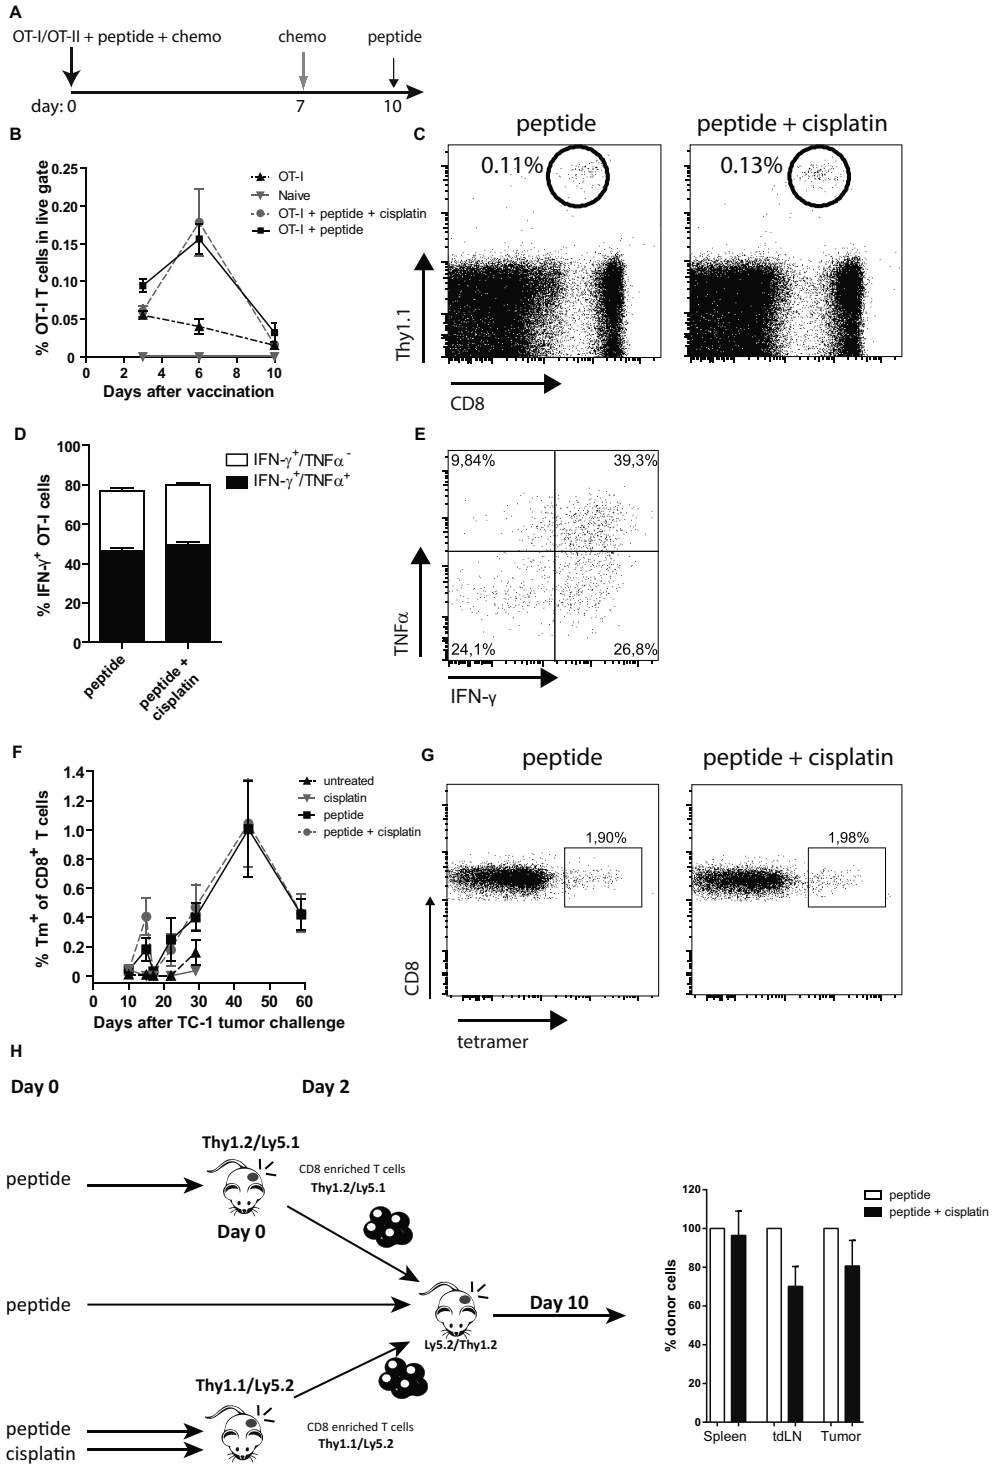 A
OT-I/OT-II + peptide + chemo
chemo
peptide
day: 0
7
10
B
% OT-I T cells in live gate
0.25
0.20
0.15
0.10
0.05
0
0 2 4 6 8 10
Days after vaccination
OT-I
Naive
OT-I + peptide + cisplatin
OT-I + peptide
C
peptide
peptide + cisplatin
0.11%
0.13%
Thy1.1
CD8
D
% IFN-γ+ OT-I cells
100
80
60
40
20
0
peptide
peptide +
cisplatin
IFN-γ+/TNFα-
IFN-γ+/TNFα+
E
9,84%
39,3%
24,1%
26,8%
TNFα
IFN-γ
F
% Tm+ of CD8+ T cells
1.4
1.2
1.0
0.8
0.6
0.4
0.2
0
0 10 20 30 40 50 60
Days after TC-1 tumor challenge
untreated
cisplatin
peptide
peptide + cisplatin
G
peptide
peptide + cisplatin
1,90%
1,98%
CD8
tetramer
H
Day 0
Day 2
peptide
Thy1.2/Ly5.1
Day 0
CD8 enriched T cells
Thy1.2/Ly5.1
peptide
Ly5.2/Thy1.2
Day 10
peptide
cisplatin
Thy1.1/Ly5.2
CD8 enriched T cells
Thy1.1/Ly5.2
% donor cells
120
100
80
60
40
20
0
Spleen tdLN Tumor
peptide
peptide + cisplatin